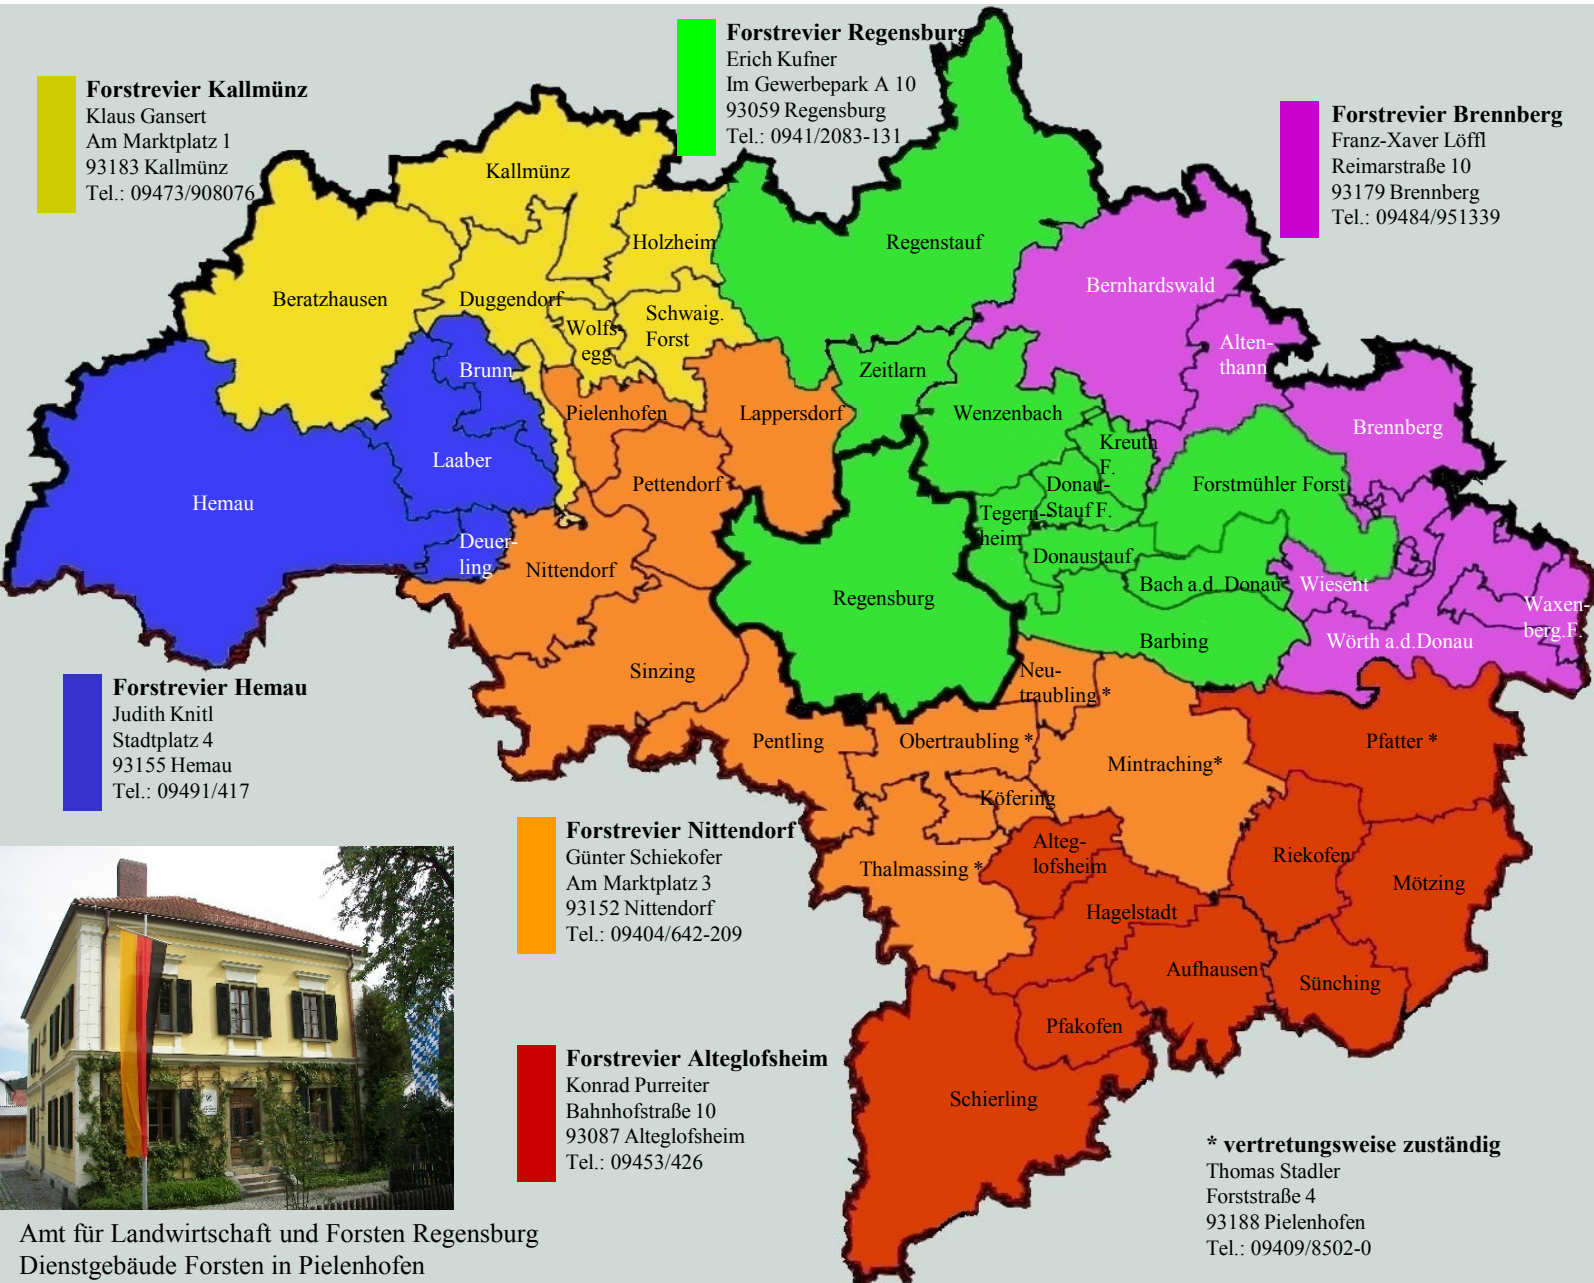 Forstrevier Regensburg
Erich Kufner
Im Gewerbepark A 10
93059 Regensburg
Tel.: 0941/2083-131
Forstrevier Kallmünz
Klaus Gansert
Am Marktplatz 1
93183 Kallmünz
Tel.: 09473/908076
Forstrevier Brennberg
Franz-Xaver Löffl
Reimarstraße 10
93179 Brennberg
Tel.: 09484/951339
Kallmünz
Holzheim
Regenstauf
Beratzhausen
Duggendorf
Wolfs-
egg
Schwaig.
Forst
Bernhardswald
Alten-
thann
Brunn
Zeitlarn
Pielenhofen
Lappersdorf
Wenzenbach
Kreuth
F.
Brennberg
Laaber
Hemau
Pettendorf
Donau-
Stauf F.
Forstmühler Forst
Tegern-
heim
Deuer-
ling
Nittendorf
Donaustauf
Bach a.d. Donau
Wiesent
Regensburg
Waxen-
berg.F.
Barbing
Wörth a.d.Donau
Sinzing
Neu-
traubling *
Pentling
Obertraubling *
Mintraching*
Pfatter *
Köfering
Alteg-
lofsheim
Thalmassing *
Riekofen
Mötzing
Hagelstadt
Aufhausen
Sünching
Pfakofen
Schierling
Forstrevier Hemau
Judith Knitl
Stadtplatz 4
93155 Hemau
Tel.: 09491/417
Forstrevier Nittendorf
Günter Schiekofer
Am Marktplatz 3
93152 Nittendorf
Tel.: 09404/642-209
Forstrevier Alteglofsheim
Konrad Purreiter
Bahnhofstraße 10
93087 Alteglofsheim
Tel.: 09453/426
* vertretungsweise zuständig
Thomas Stadler
Forststraße 4
93188 Pielenhofen
Tel.: 09409/8502-0
Amt für Landwirtschaft und Forsten Regensburg
Dienstgebäude Forsten in Pielenhofen